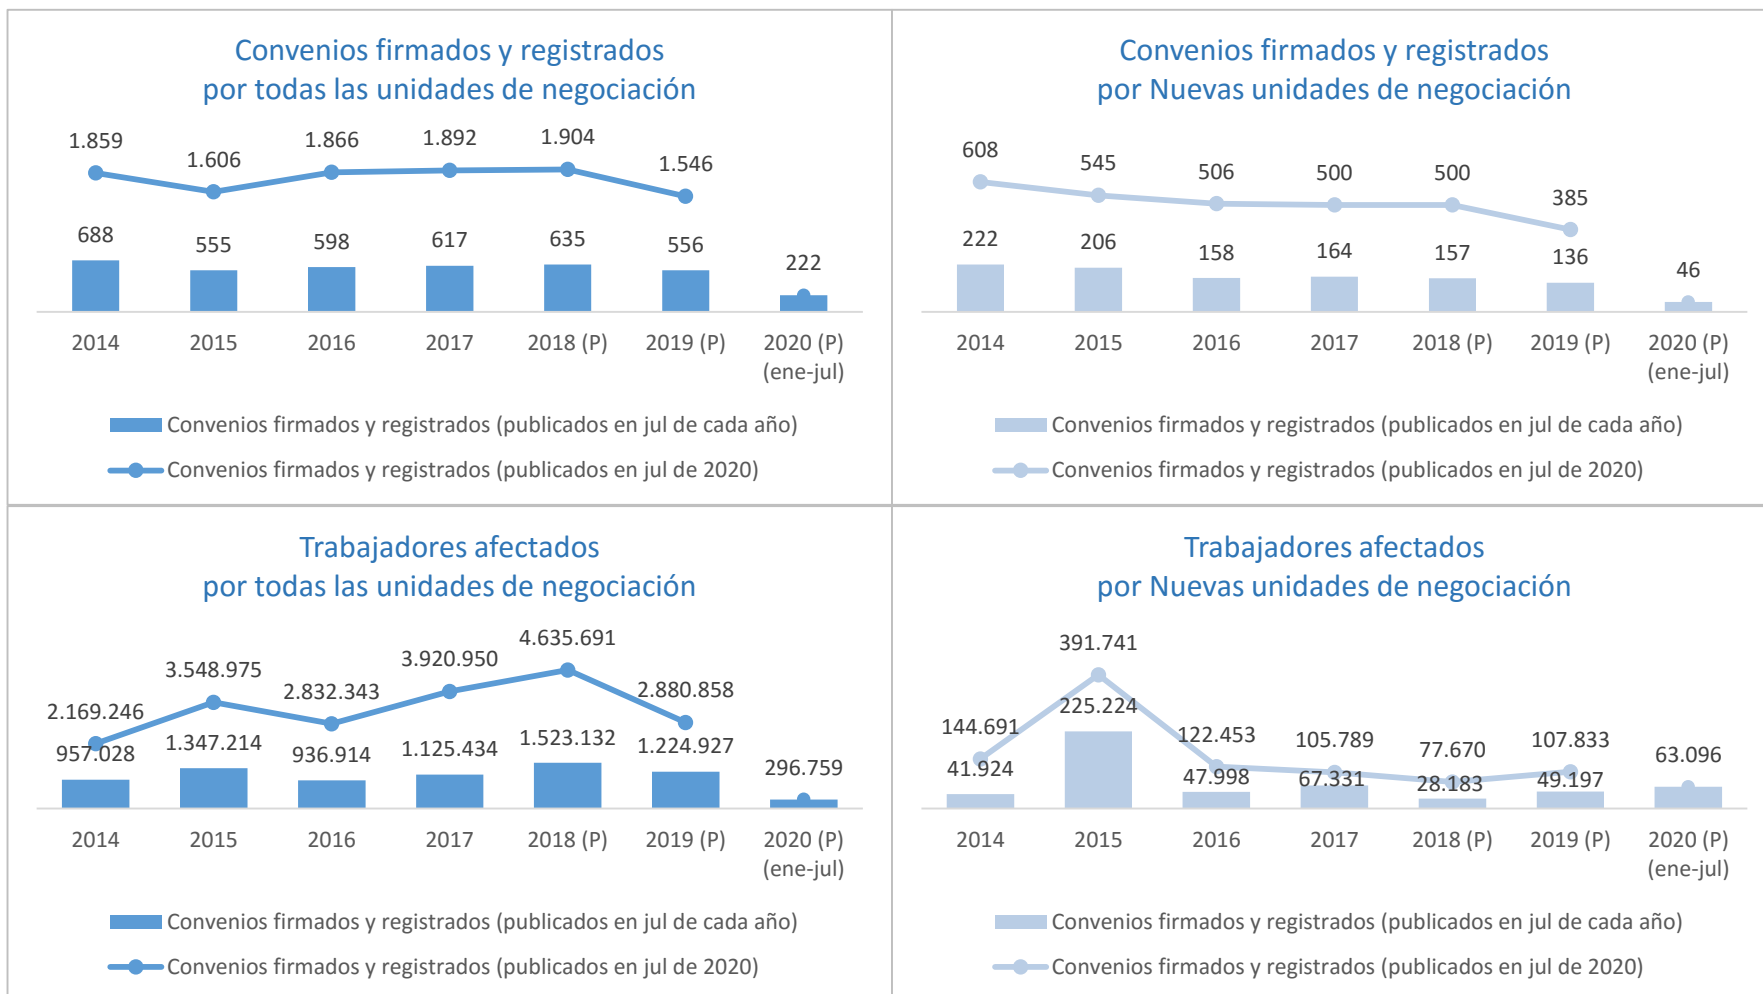 Convenios firmados y registrados
por todas las unidades de negociación
1.859
1.606
1.866
1.892
1.904
1.546
688
555
598
617
635
556
222
2014
2015
2016
2017
2018 (P)
2019 (P)
2020 (P)
(ene-jul)
Convenios firmados y registrados (publicados en jul de cada año)
Convenios firmados y registrados (publicados en jul de 2020)
Convenios firmados y registrados
por Nuevas unidades de negociación
608
545
506
500
500
385
222
206
158
164
157
136
46
2014
2015
2016
2017
2018 (P)
2019 (P)
2020 (P)
(ene-jul)
Convenios firmados y registrados (publicados en jul de cada año)
Convenios firmados y registrados (publicados en jul de 2020)
Trabajadores afectados
por todas las unidades de negociación
2.169.246
3.548.975
2.832.343
3.920.950
4.635.691
2.880.858
957.028
1.347.214
936.914
1.125.434
1.523.132
1.224.927
296.759
2014
2015
2016
2017
2018 (P)
2019 (P)
2020 (P)
(ene-jul)
Convenios firmados y registrados (publicados en jul de cada año)
Convenios firmados y registrados (publicados en jul de 2020)
Trabajadores afectados
por Nuevas unidades de negociación
144.691
391.741
122.453
105.789
77.670
107.833
41.924
225.224
47.998
67.331
28.183
49.197
63.096
2014
2015
2016
2017
2018 (P)
2019 (P)
2020 (P)
(ene-jul)
Convenios firmados y registrados (publicados en jul de cada año)
Convenios firmados y registrados (publicados en jul de 2020)